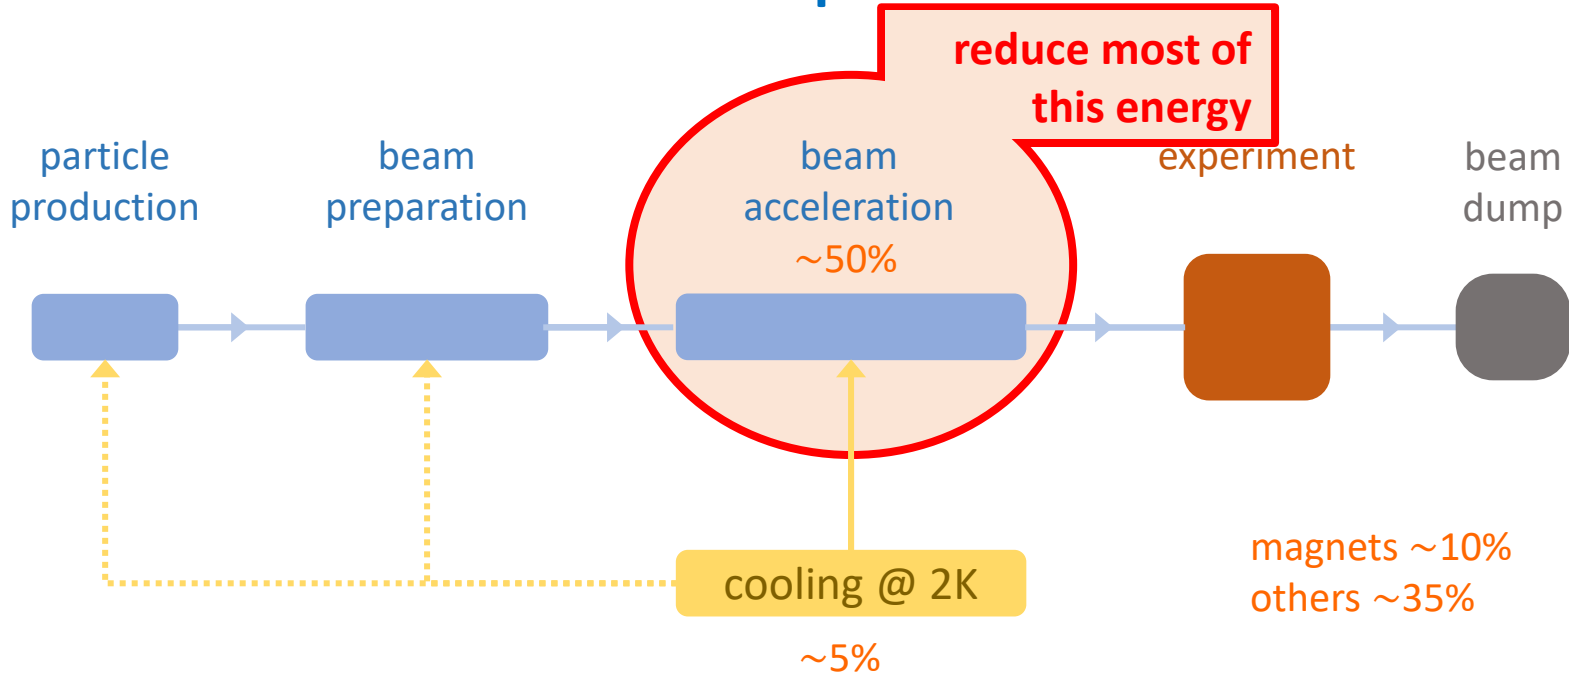 reduce most of
this energy
particle
production
beam
preparation
beam
acceleration
~50%
experiment
beam
dump
cooling @ 2K
~5%
magnets ~10%
others ~35%